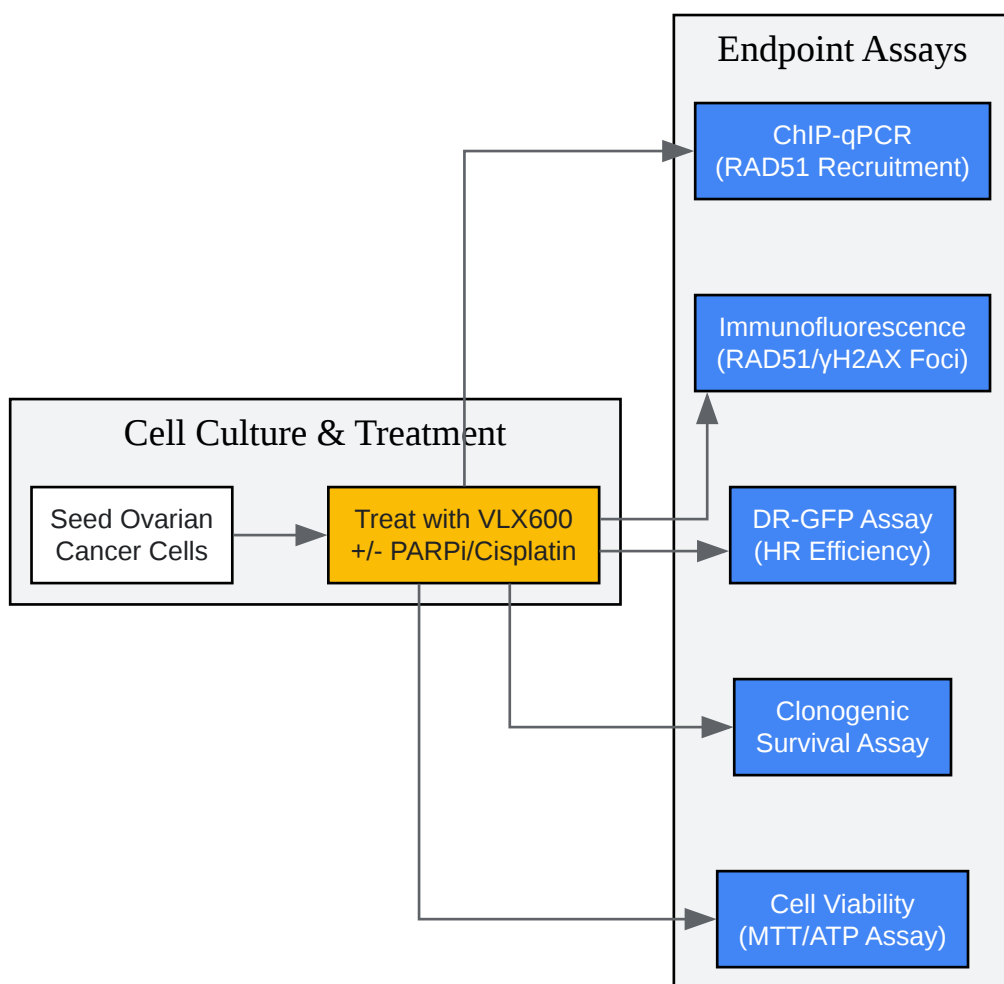 Cell Culture & Treatment
Seed Ovarian
Cancer Cells
Treat with VLX600
+/- PARPi/Cisplatin
Endpoint Assays
ChIP-qPCR
(RAD51 Recruitment)
Immunofluorescence
(RAD51/γH2AX Foci)
DR-GFP Assay
(HR Efficiency)
Clonogenic
Survival Assay
Cell Viability
(MTT/ATP Assay)